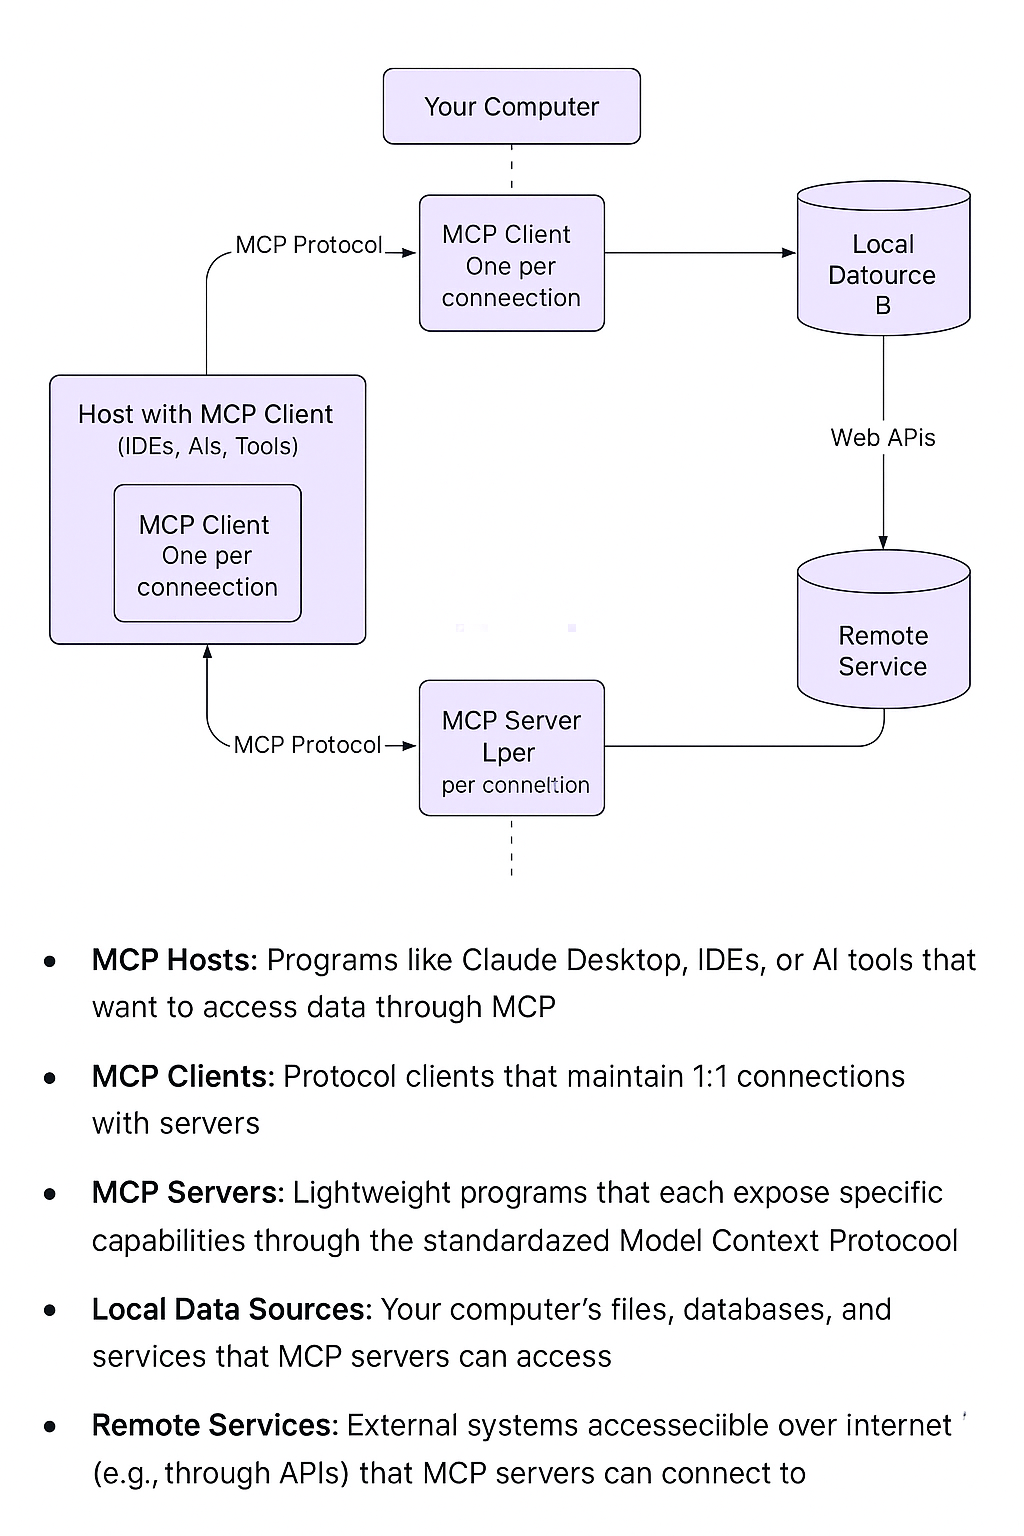 Your Computer
MCP Client
One per
conneection
MCP Protocol
Local
Datource
B
Host with MCP Client
(IDEs, AIs, Tools)
MCP Client
One per
conneection
Web APis
Remote
Service
MCP Server
Lper
per conneltion
MCP Protocol
• MCP Hosts: Programs like Claude Desktop, IDEs, or AI tools that
want to access data through MCP
• MCP Clients: Protocol clients that maintain 1:1 connections
with servers
• MCP Servers: Lightweight programs that each expose specific
capabilities through the standardazed Model Context Protocool
• Local Data Sources: Your computer’s files, databases, and
services that MCP servers can access
• Remote Services: External systems accesseciible over internet
(e.g., through APIs) that MCP servers can connect to